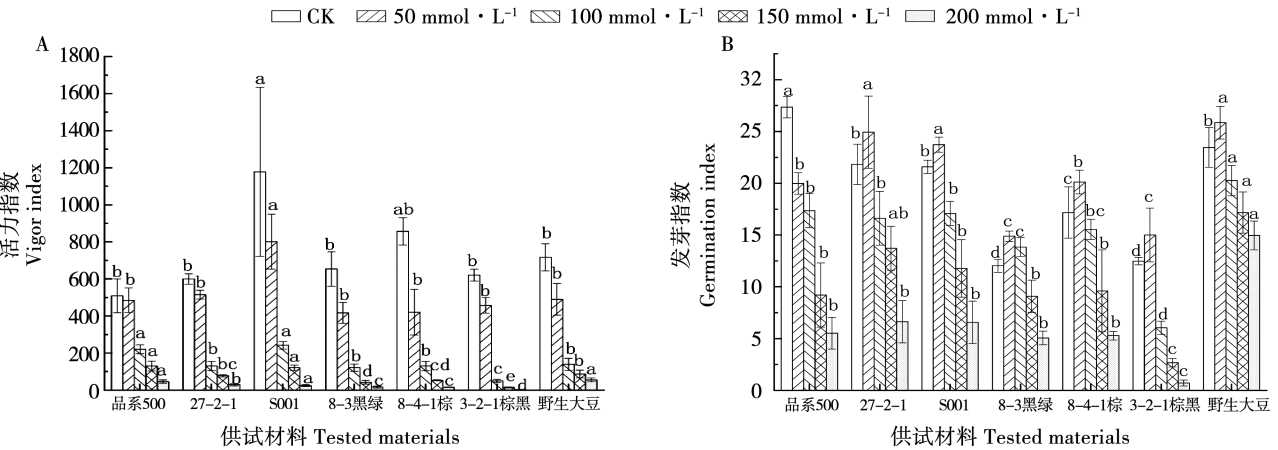 CK 50 mmol · L⁻¹ 100 mmol · L⁻¹ 150 mmol · L⁻¹ 200 mmol · L⁻¹
A
活力指数
Vigor index
1800
1600
1400
1200
1000
800
600
400
200
0
b b a a a
b b b bc b
a a a a a
b b b d c
ab b b cd c
b b c e d
b b b b a
品系500 27-2-1 S001 8-3黑绿 8-4-1棕 3-2-1棕黑 野生大豆
供试材料 Tested materials
B
发芽指数
Germination index
32
25
20
15
10
5
0
a b b b b
b a b ab b
b a b b b
d c c b b
c b bc b b
d c d c c
b a a a a
品系500 27-2-1 S001 8-3黑绿 8-4-1棕 3-2-1棕黑 野生大豆
供试材料 Tested materials